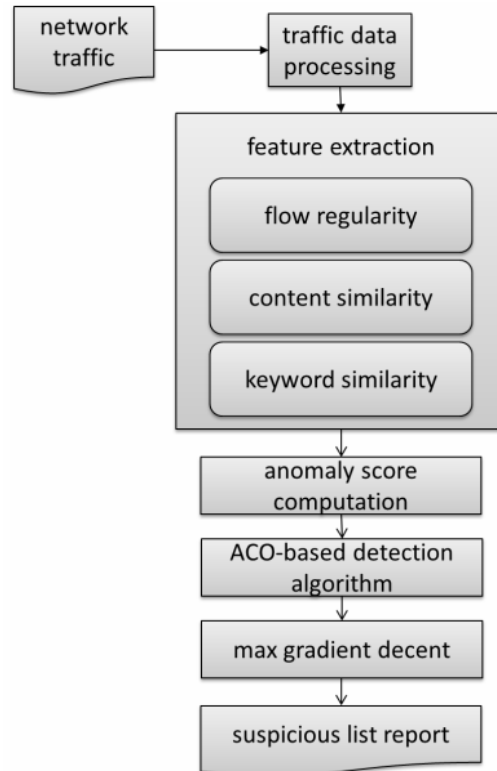 network
traffic
traffic data
processing
feature extraction
flow regularity
content similarity
keyword similarity
anomaly score
computation
ACO-based detection
algorithm
max gradient decent
suspicious list report